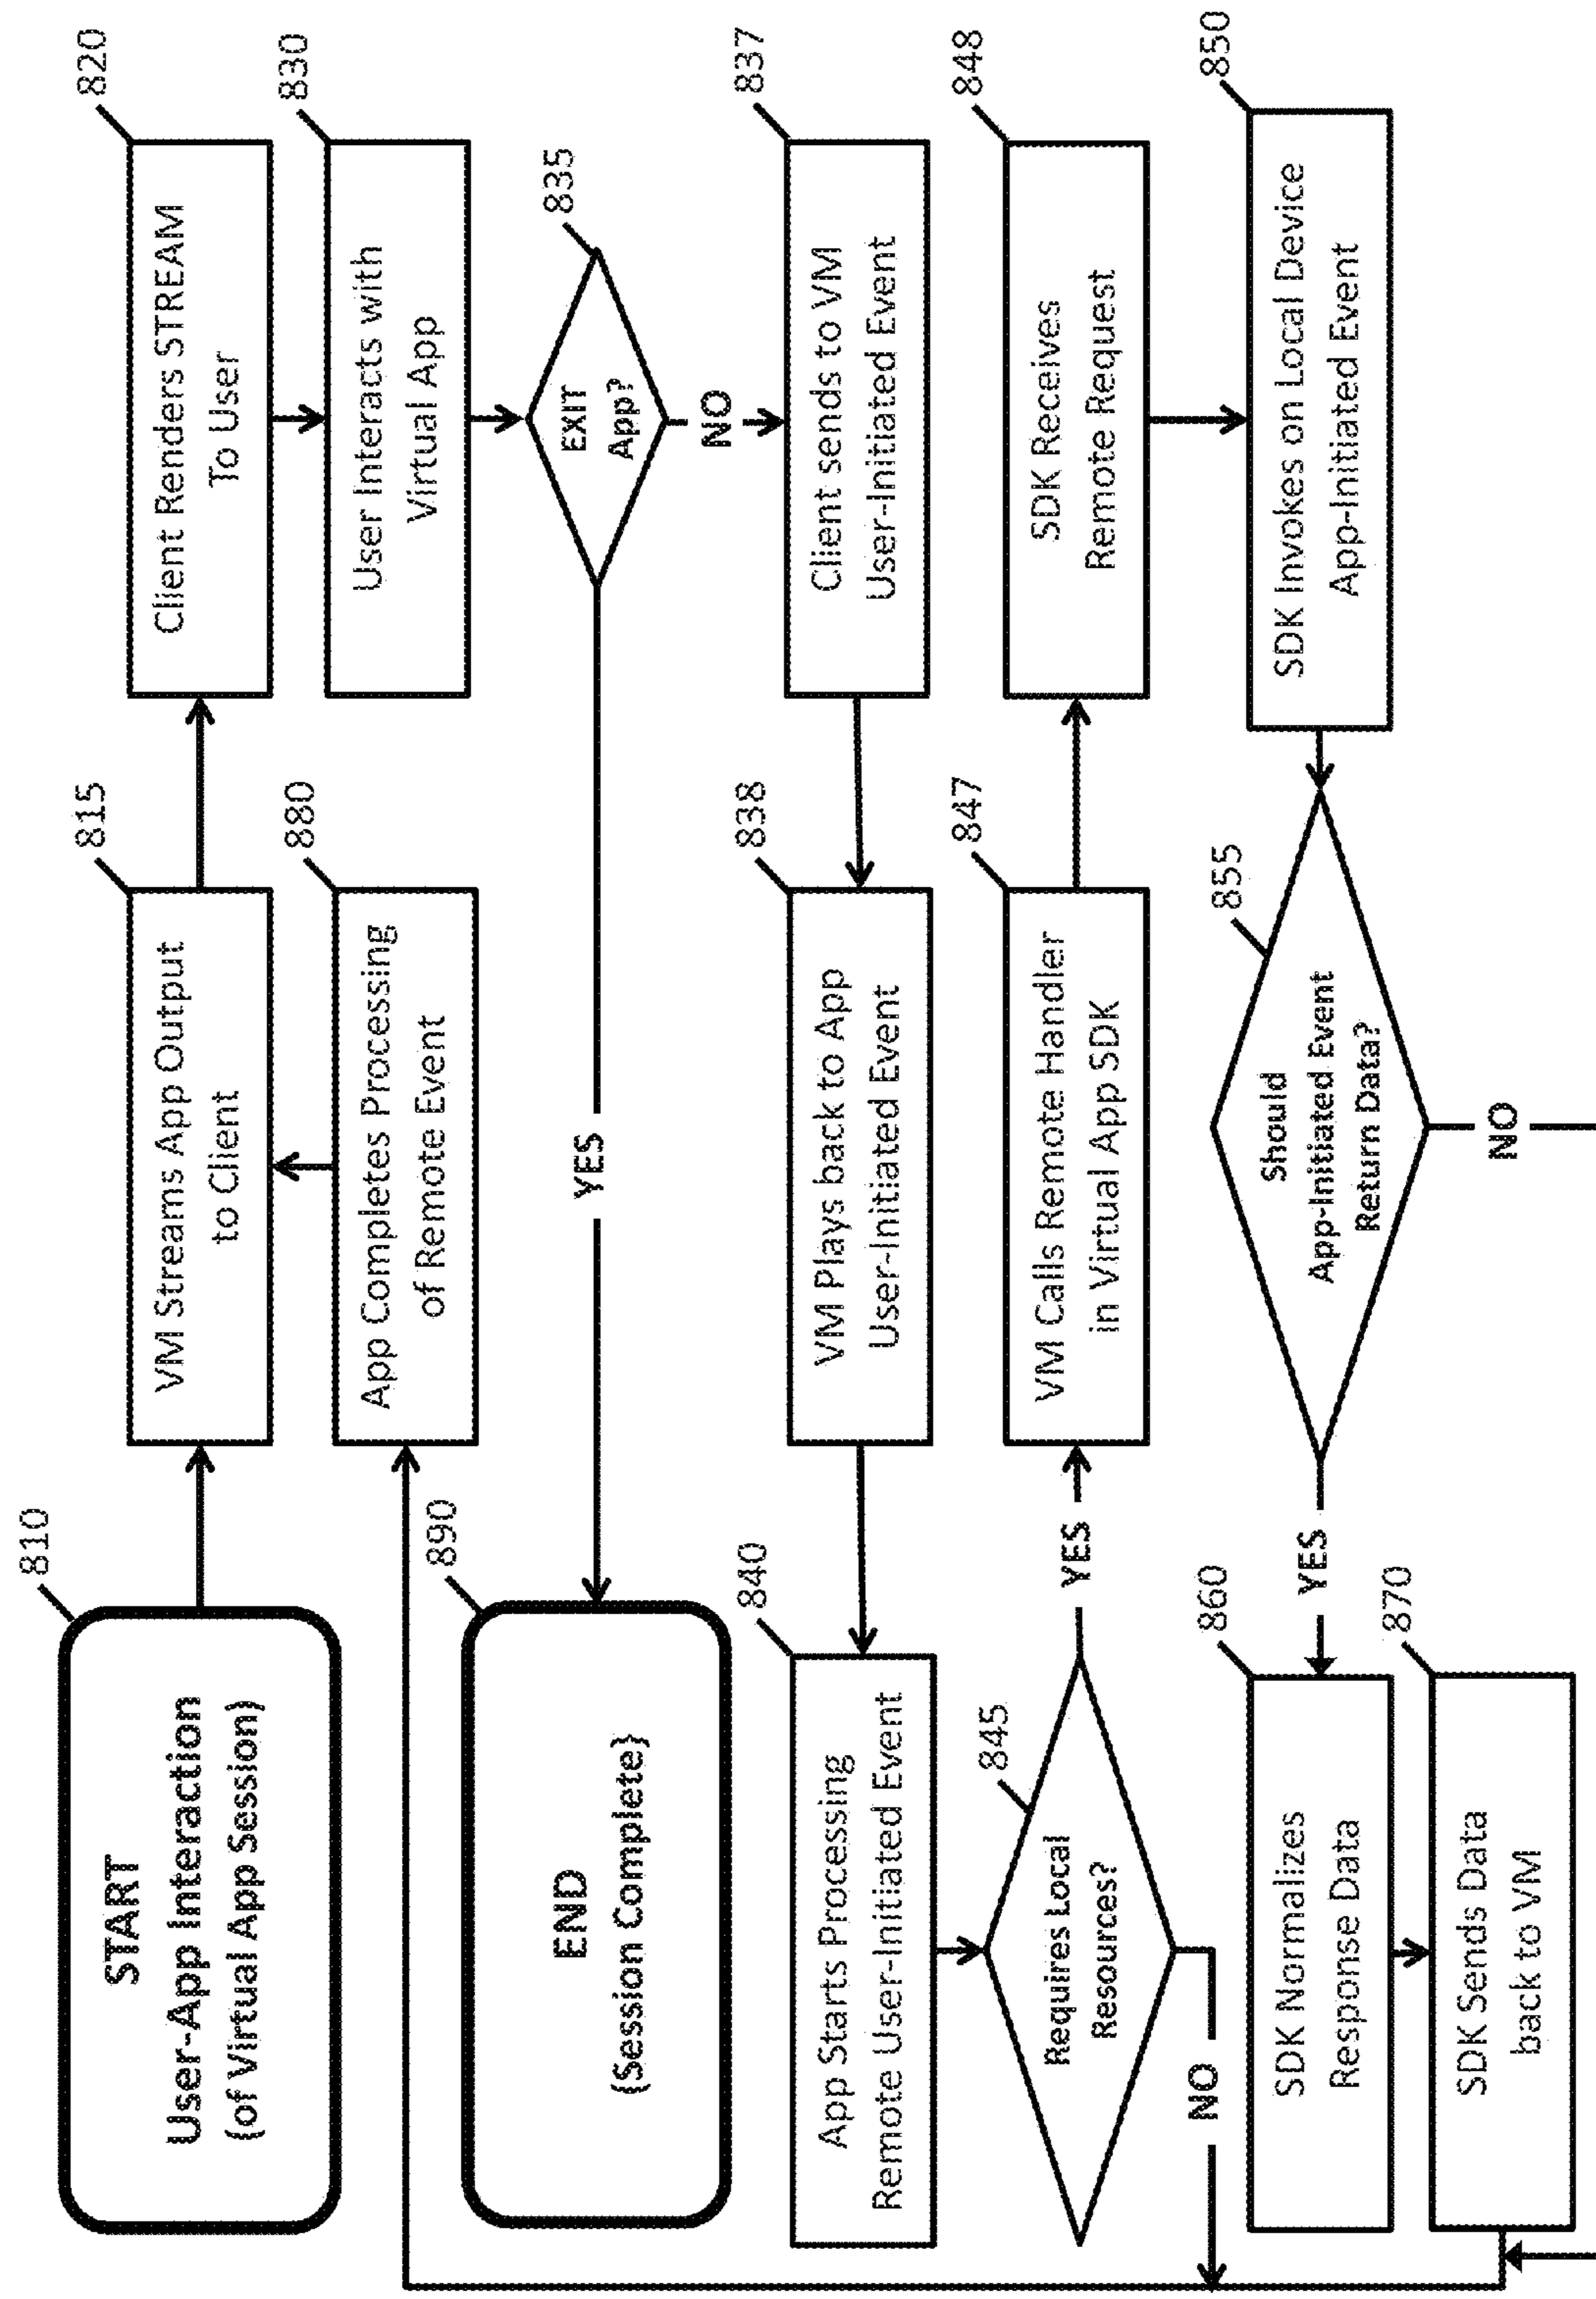 810
START
User-App Interaction
(of Virtual App Session)
815
VM Streams App Output
to Client
820
Client Renders STREAM
To User
880
App Completes Processing
of Remote Event
830
User Interacts with
Virtual App
890
END
(Session Complete)
YES
835
EXIT
App?
NO
840
App Starts Processing
Remote User-Initiated Event
838
VM Plays back to App
User-Initiated Event
837
Client sends to VM
User-Initiated Event
845
Requires Local
Resources?
NO
YES
847
VM Calls Remote Handler
in Virtual App SDK
848
SDK Receives
Remote Request
860
SDK Normalizes
Response Data
YES
855
Should
App-Initiated Event
Return Data?
NO
850
SDK Invokes on Local Device
App-Initiated Event
870
SDK Sends Data
back to VM